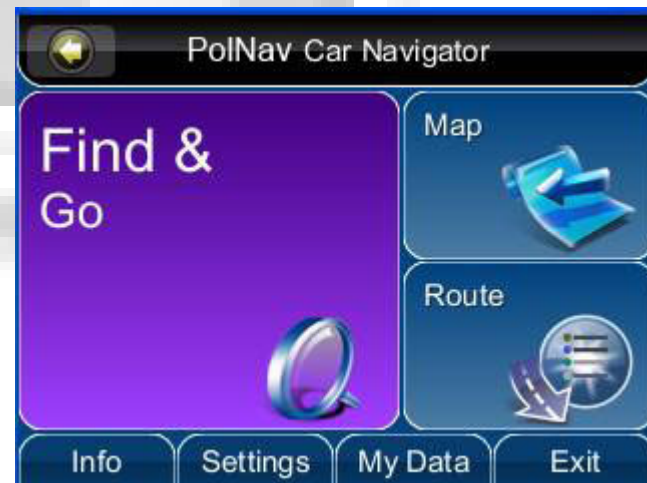 PolNav Car Navigator
Find &
Go
Map
Route
Info
Settings
My Data
Exit